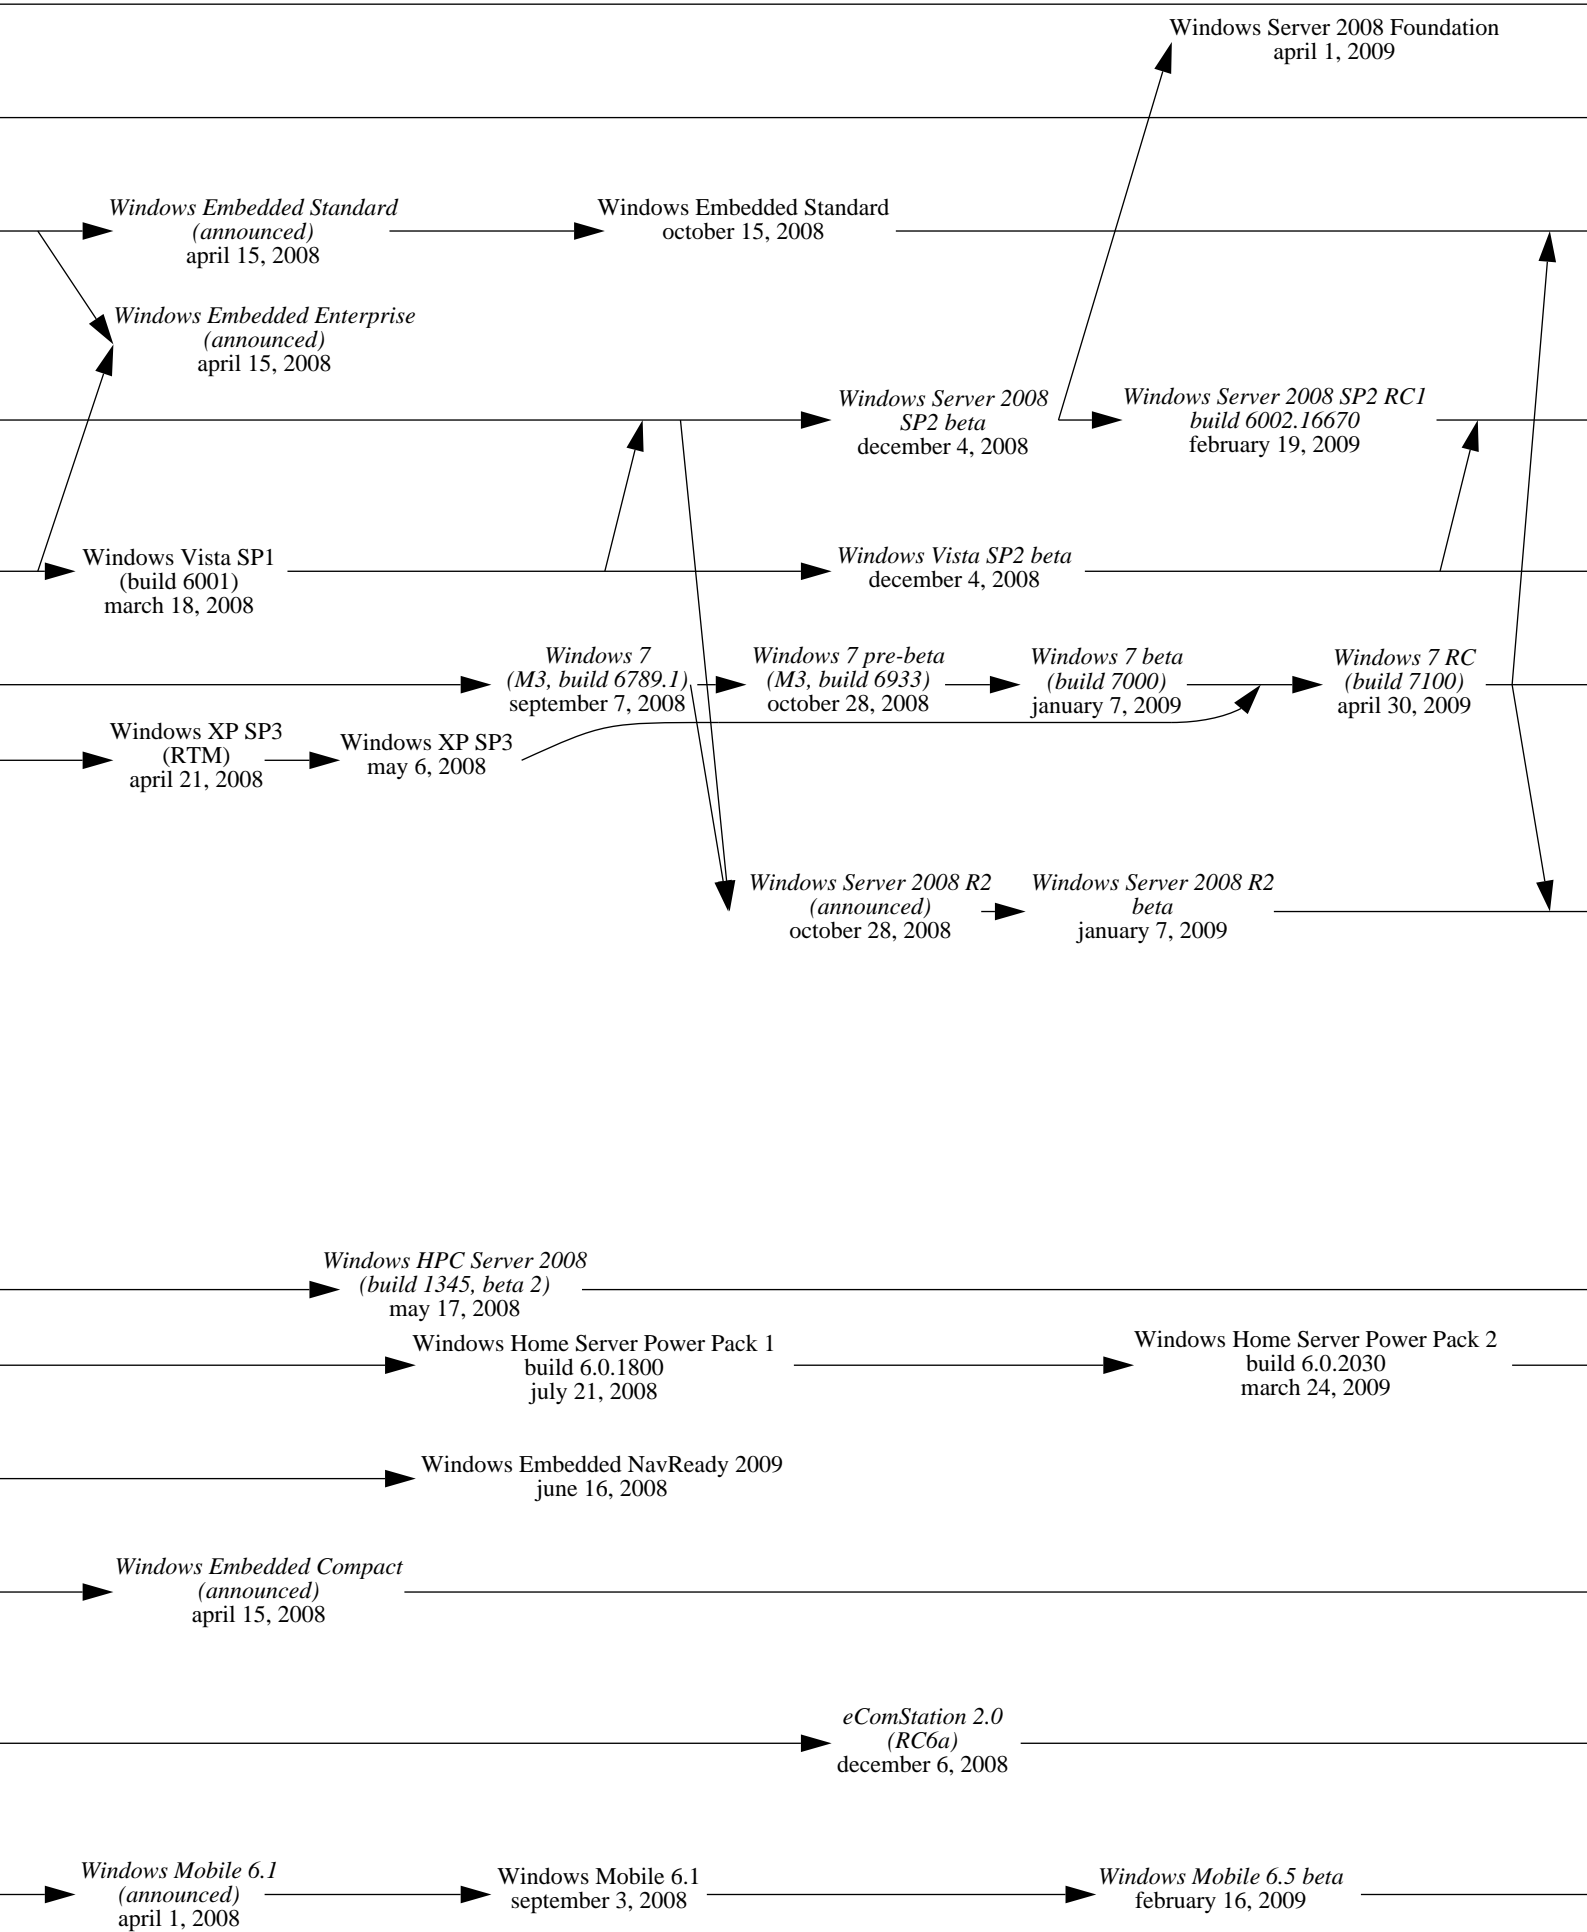 Windows Server 2008 Foundation
april 1, 2009
Windows Embedded Standard
(announced)
april 15, 2008
Windows Embedded Standard
october 15, 2008
Windows Embedded Enterprise
(announced)
april 15, 2008
Windows Server 2008
SP2 beta
december 4, 2008
Windows Server 2008 SP2 RC1
build 6002.16670
february 19, 2009
Windows Vista SP1
(build 6001)
march 18, 2008
Windows Vista SP2 beta
december 4, 2008
Windows 7
(M3, build 6789.1)
september 7, 2008
Windows 7 pre-beta
(M3, build 6933)
october 28, 2008
Windows 7 beta
(build 7000)
january 7, 2009
Windows 7 RC
(build 7100)
april 30, 2009
Windows XP SP3
(RTM)
april 21, 2008
Windows XP SP3
may 6, 2008
Windows Server 2008 R2
(announced)
october 28, 2008
Windows Server 2008 R2
beta
january 7, 2009
Windows HPC Server 2008
(build 1345, beta 2)
may 17, 2008
Windows Home Server Power Pack 1
build 6.0.1800
july 21, 2008
Windows Home Server Power Pack 2
build 6.0.2030
march 24, 2009
Windows Embedded NavReady 2009
june 16, 2008
Windows Embedded Compact
(announced)
april 15, 2008
eComStation 2.0
(RC6a)
december 6, 2008
Windows Mobile 6.1
(announced)
april 1, 2008
Windows Mobile 6.1
september 3, 2008
Windows Mobile 6.5 beta
february 16, 2009